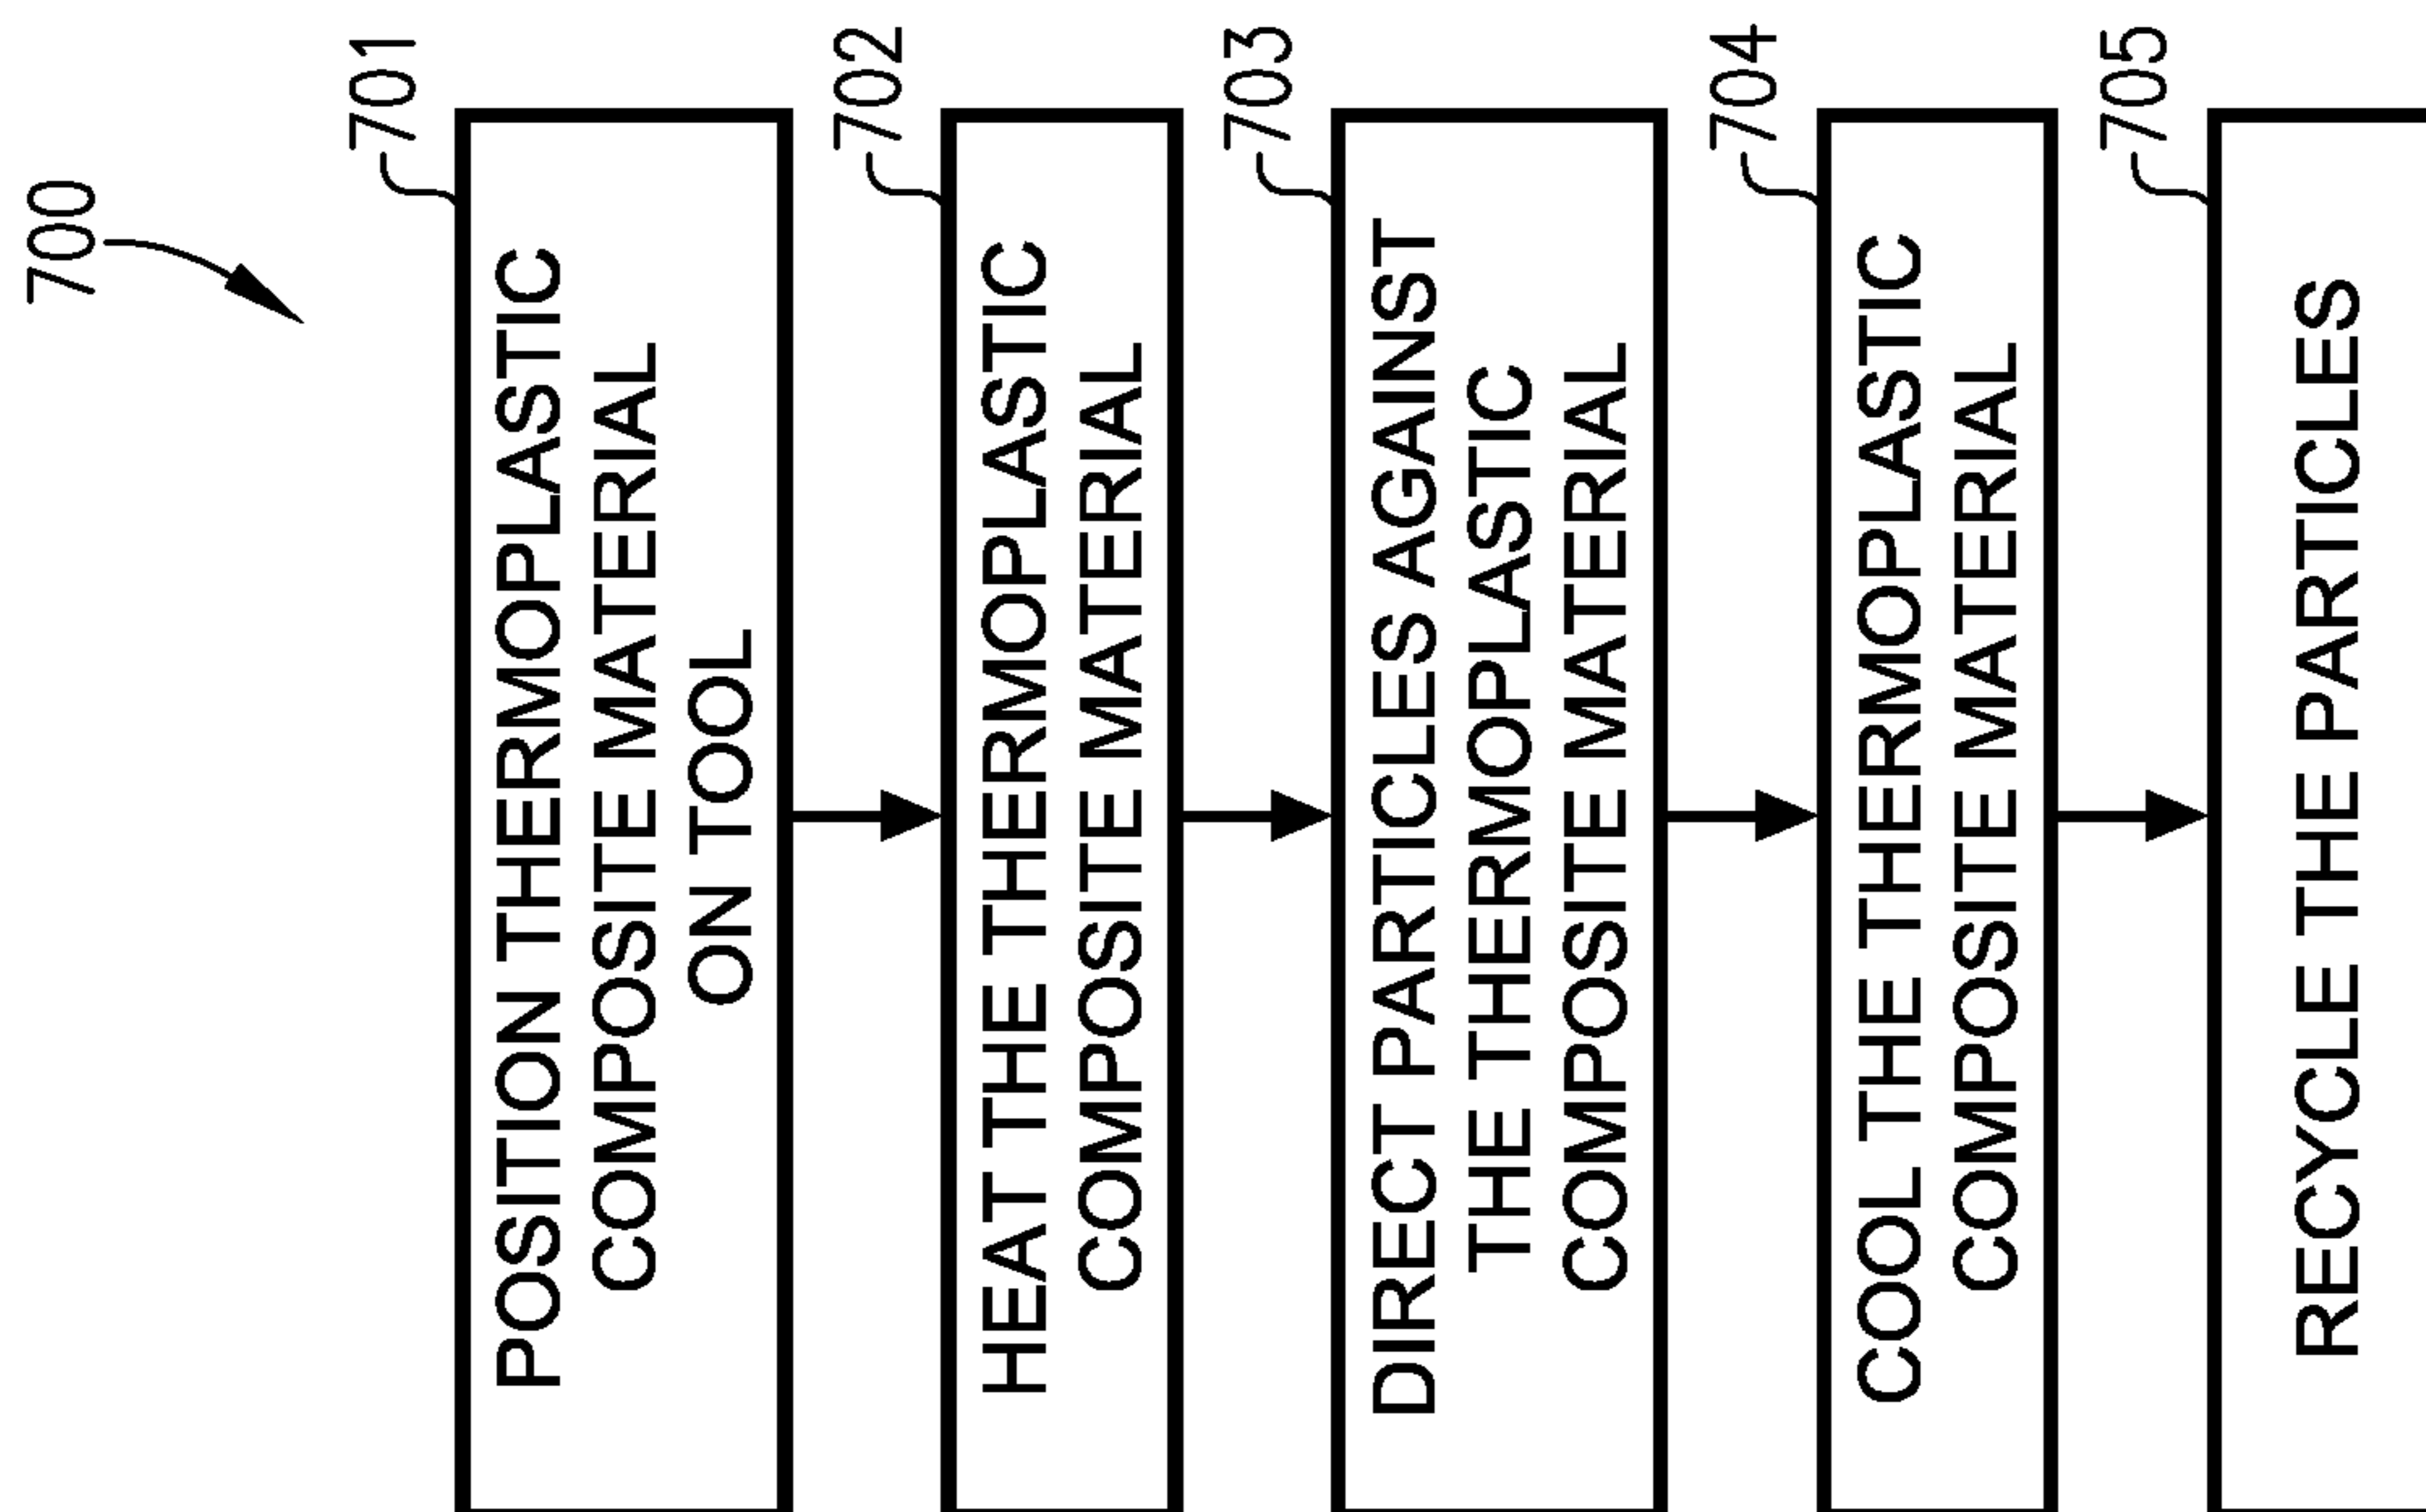 700
701
POSITION THERMOPLASTIC
COMPOSITE MATERIAL
ON TOOL
702
HEAT THE THERMOPLASTIC
COMPOSITE MATERIAL
703
DIRECT PARTICLES AGAINST
THE THERMOPLASTIC
COMPOSITE MATERIAL
704
COOL THE THERMOPLASTIC
COMPOSITE MATERIAL
705
RECYCLE THE PARTICLES